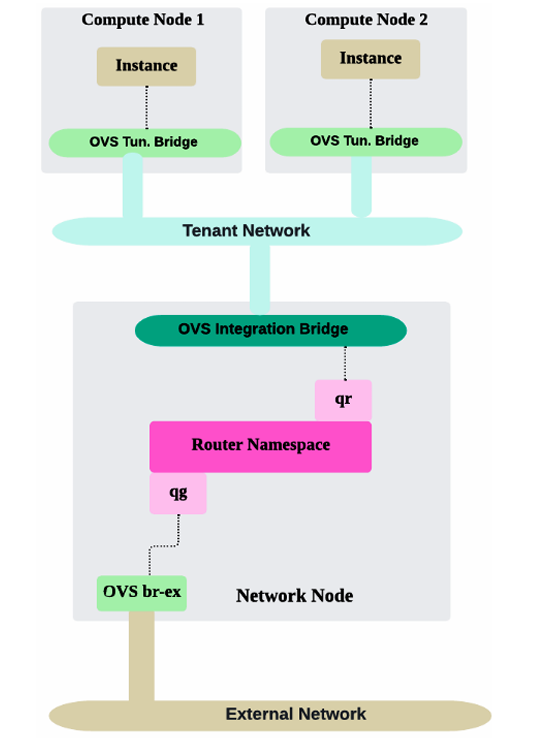 Compute Node 1
Compute Node 2
Instance
Instance
OVS Tun. Bridge
OVS Tun. Bridge
Tenant Network
OVS Integration Bridge
qr
Router Namespace
qg
OVS br-ex
Network Node
External Network